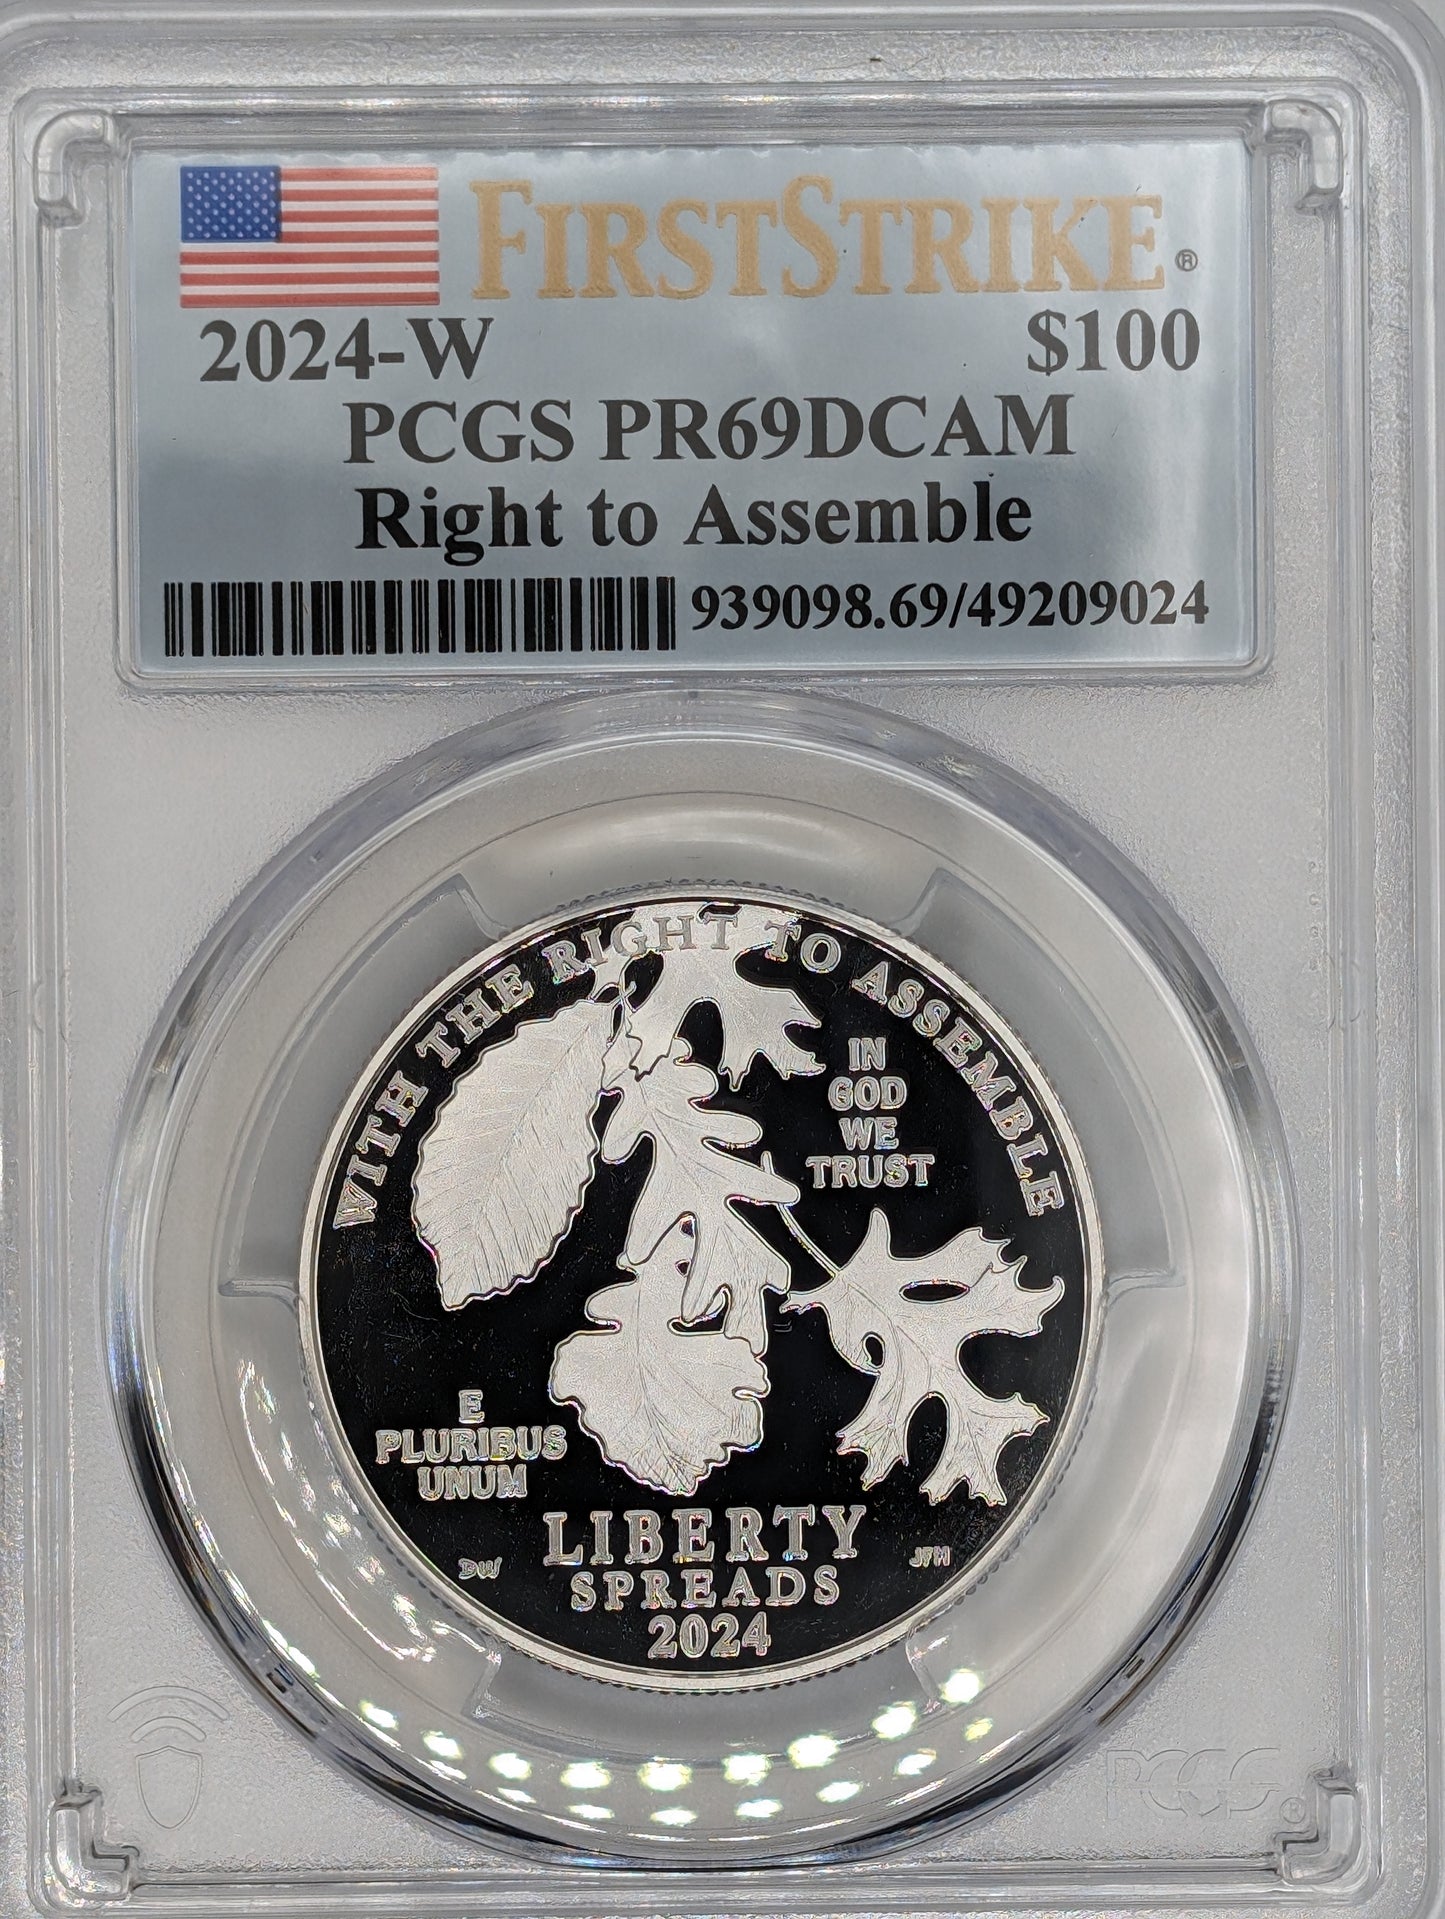 FIRSTSTRIKE®
2024-W $100
PCGS PR69DCAM
Right to Assemble
939098.69/49209024
WITH THE RIGHT TO ASSEMBLE
IN
GOD
WE
TRUST
E
PLURIBUS
UNUM
LIBERTY
DW JFM
SPREADS
2024
PCGS®